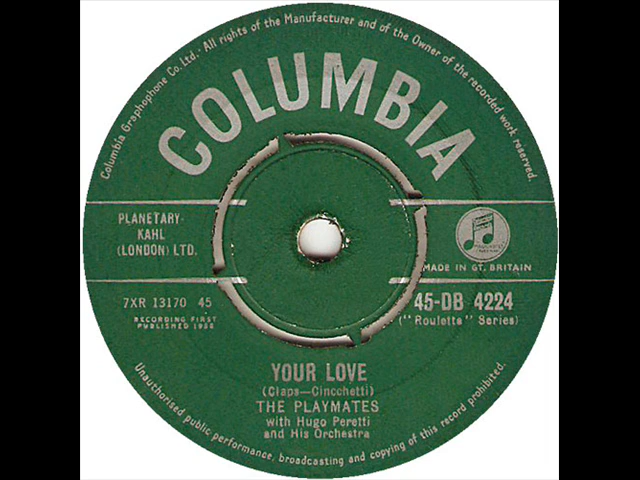 Columbia Graphophone Co. Ltd. · All rights of the Manufacturer and of the Owner of the recorded work reserved.
COLUMBIA
PLANETARY-
KAHL
(LONDON) LTD.
MADE IN GT. BRITAIN
7XR 13170 45
RECORDING FIRST
PUBLISHED 1958
45-DB 4224
("Roulette" Series)
YOUR LOVE
(Claps—Cincchetti)
THE PLAYMATES
with Hugo Peretti
and His Orchestra
Unauthorised public performance, broadcasting and copying of this record prohibited.